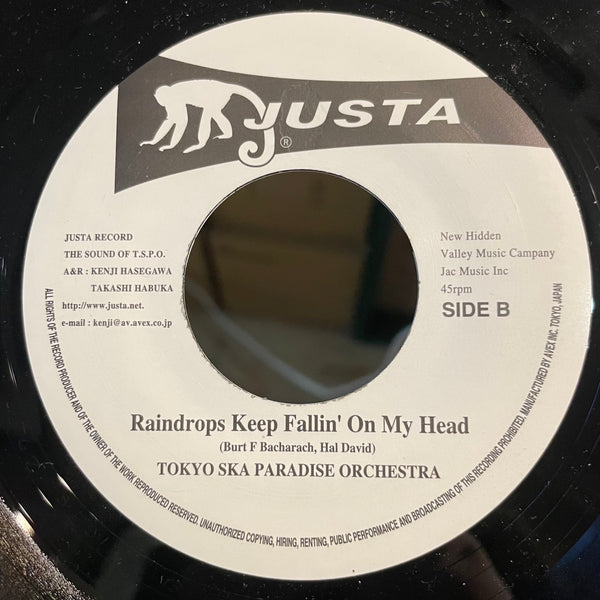 JUSTA
®
JUSTA RECORD
THE SOUND OF T.S.P.O.
A&R : KENJI HASEGAWA
TAKASHI HABUKA
http://www.justa.net.
e-mail : kenji@av.avex.co.jp
New Hidden
Valley Music Campany
Jac Music Inc
45rpm
SIDE B
Raindrops Keep Fallin' On My Head
(Burt F Bacharach, Hal David)
TOKYO SKA PARADISE ORCHESTRA
ALL RIGHTS OF THE RECORD PRODUCER AND OF THE OWNER OF THE WORK REPRODUCED RESERVED, UNAUTHORIZED COPYING, HIRING, RENTING, PUBLIC PERFORMANCE AND BROADCASTING OF THIS RECORDING PROHIBITED, MANUFACTURED BY AVEX INC. TOKYO, JAPAN